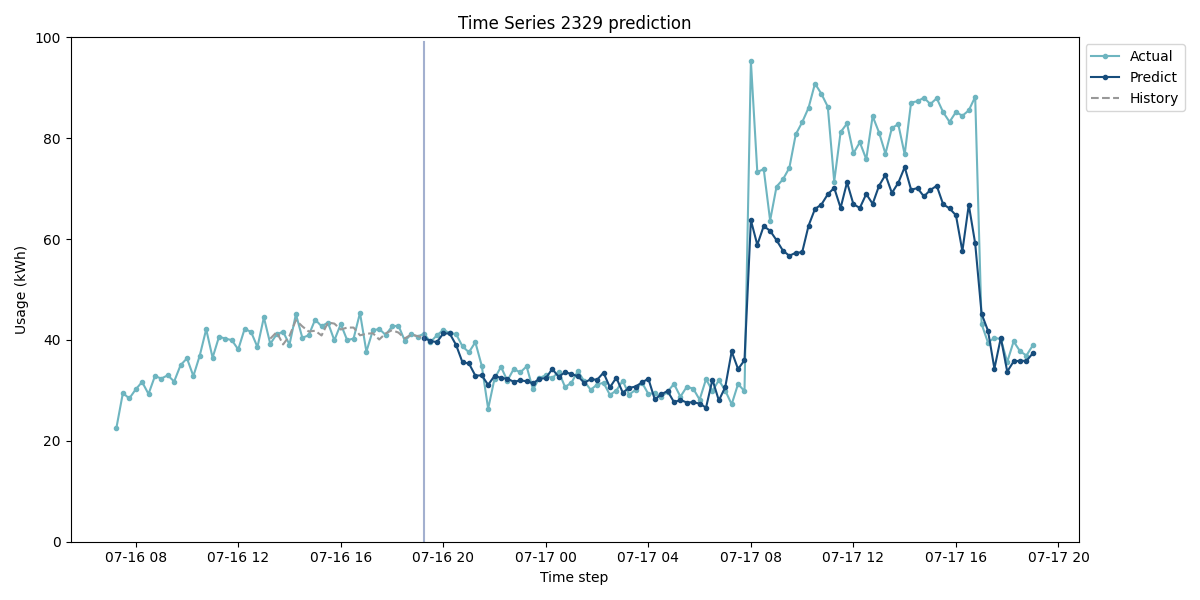 Time Series 2329 prediction
Usage (kWh)
100
80
60
40
20
0
07-16 08
07-16 12
07-16 16
07-16 20
07-17 00
07-17 04
07-17 08
07-17 12
07-17 16
07-17 20
Time step
Actual
Predict
History